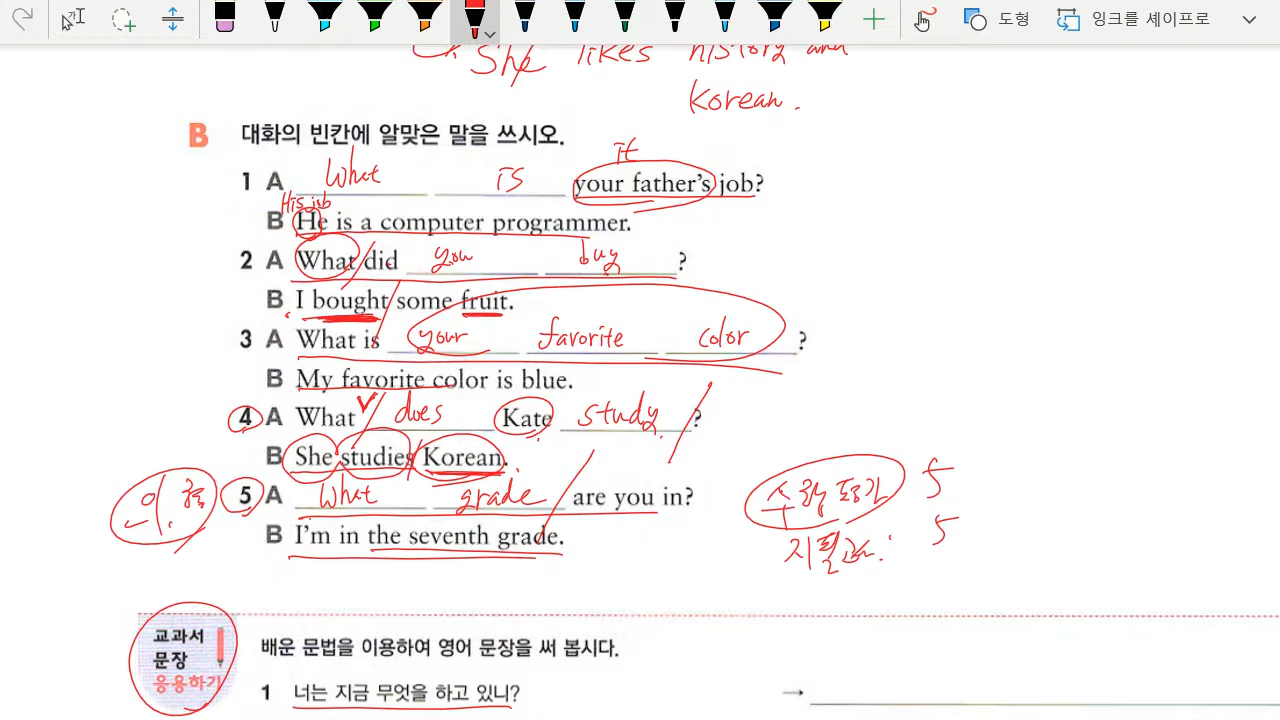 도형
잉크를 셰이프로
She likes history and
Korean.
B 대화의 빈칸에 알맞은 말을 쓰시오.
it
1 A What is your father's job?
His job
B He is a computer programmer.
2 A What did you buy ?
B I bought some fruit.
3 A What is your favorite color ?
B My favorite color is blue.
4 A What does Kate study ?
B She studies Korean.
5 A what grade are you in?
B I'm in the seventh grade.
수행평가 5
5
교과서
문장
응용하기
배운 문법을 이용하여 영어 문장을 써 봅시다.
1 너는 지금 무엇을 하고 있니? →